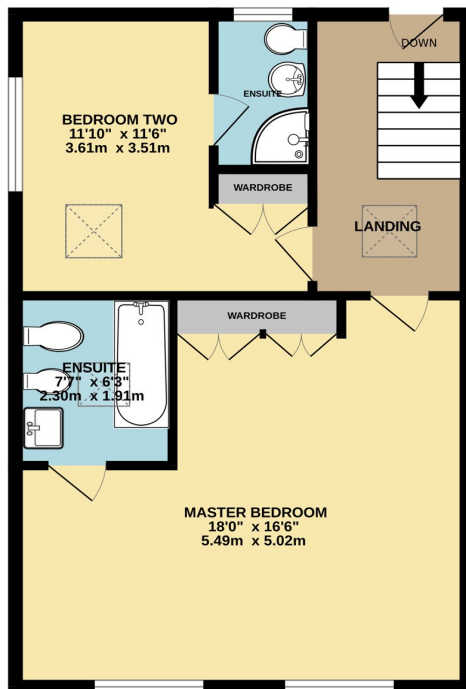 DOWN
BEDROOM TWO
11'10" x 11'6"
3.61m x 3.51m
ENSUITE
WARDROBE
LANDING
WARDROBE
ENSUITE
7'7" x 6'3"
2.30m x 1.91m
MASTER BEDROOM
18'0" x 16'6"
5.49m x 5.02m